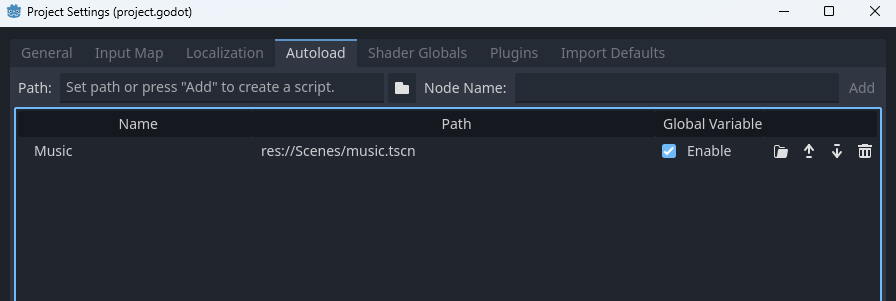 Project Settings (project.godot)
General Input Map Localization Autoload Shader Globals Plugins Import Defaults
Path: Set path or press "Add" to create a script. Node Name: Add
Name Path Global Variable
Music res://Scenes/music.tscn Enable